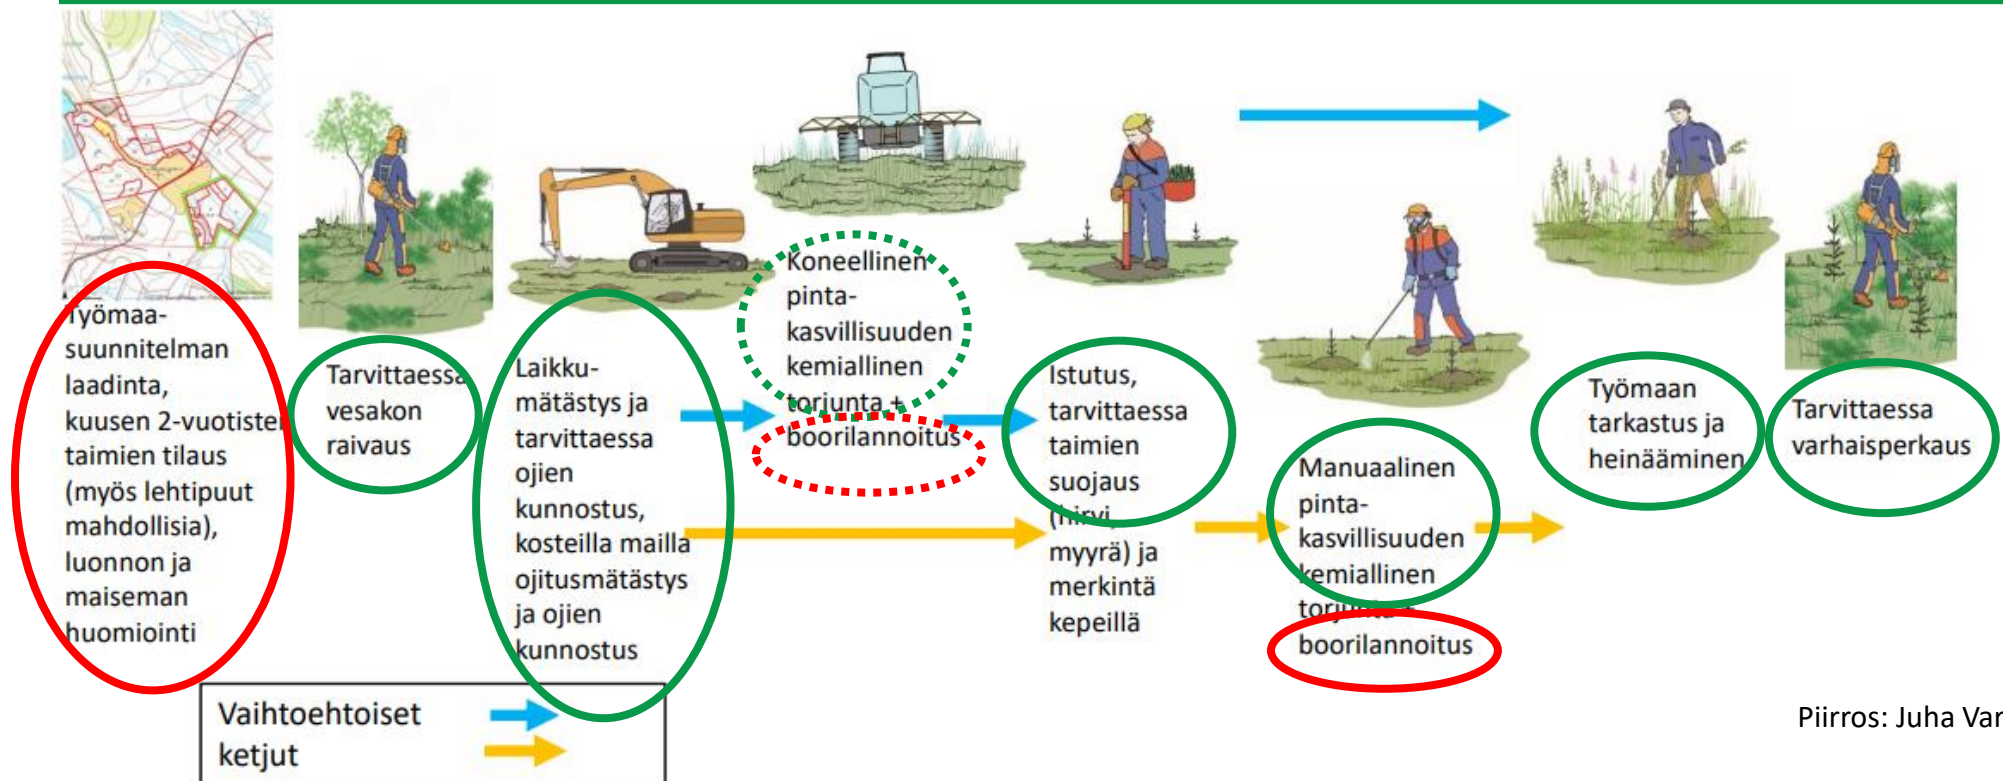 Työmaa-
suunnitelman
laadinta,
kuusen 2-vuotisten
taimien tilaus
(myös lehtipuut
mahdollisia),
luonnon ja
maiseman
huomiointi
Tarvittaessa
vesakon
raivaus
Laikku-
mätästys ja
tarvittaessa
ojien
kunnostus,
kosteilla mailla
ojitusmätästys
ja ojien
kunnostus
Koneellinen
pinta-
kasvillisuuden
kemiallinen
torjunta +
boorilannoitus
Istutus,
tarvittaessa
taimien
suojaus
(hirvi,
myyrä) ja
merkintä
kepeillä
Manuaalinen
pinta-
kasvillisuuden
kemiallinen
torjunta +
boorilannoitus
Työmaan
tarkastus ja
heinääminen
Tarvittaessa
varhaisperkaus
Vaihtoehtoiset
ketjut
Piirros: Juha Var